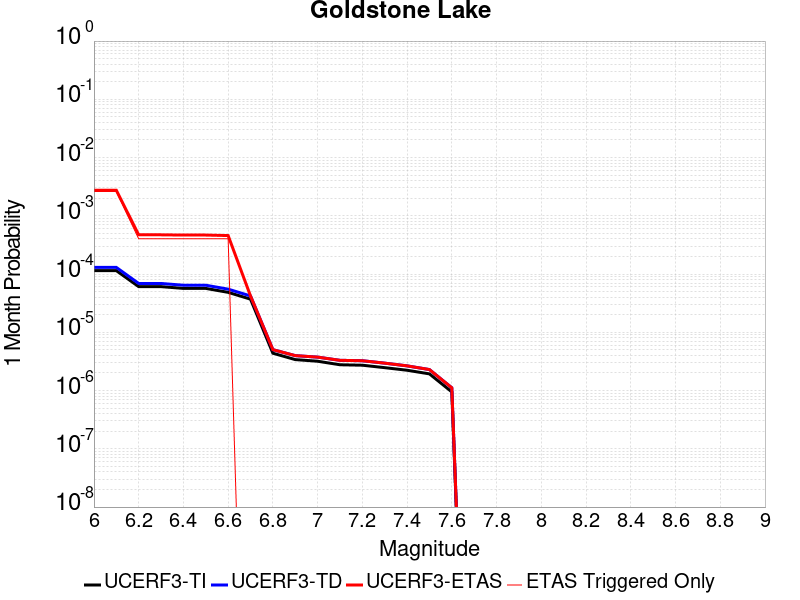 Goldstone Lake
1 Month Probability
10^0
10^-1
10^-2
10^-3
10^-4
10^-5
10^-6
10^-7
10^-8
6 6.2 6.4 6.6 6.8 7 7.2 7.4 7.6 7.8 8 8.2 8.4 8.6 8.8 9
Magnitude
UCERF3-TI UCERF3-TD UCERF3-ETAS ETAS Triggered Only